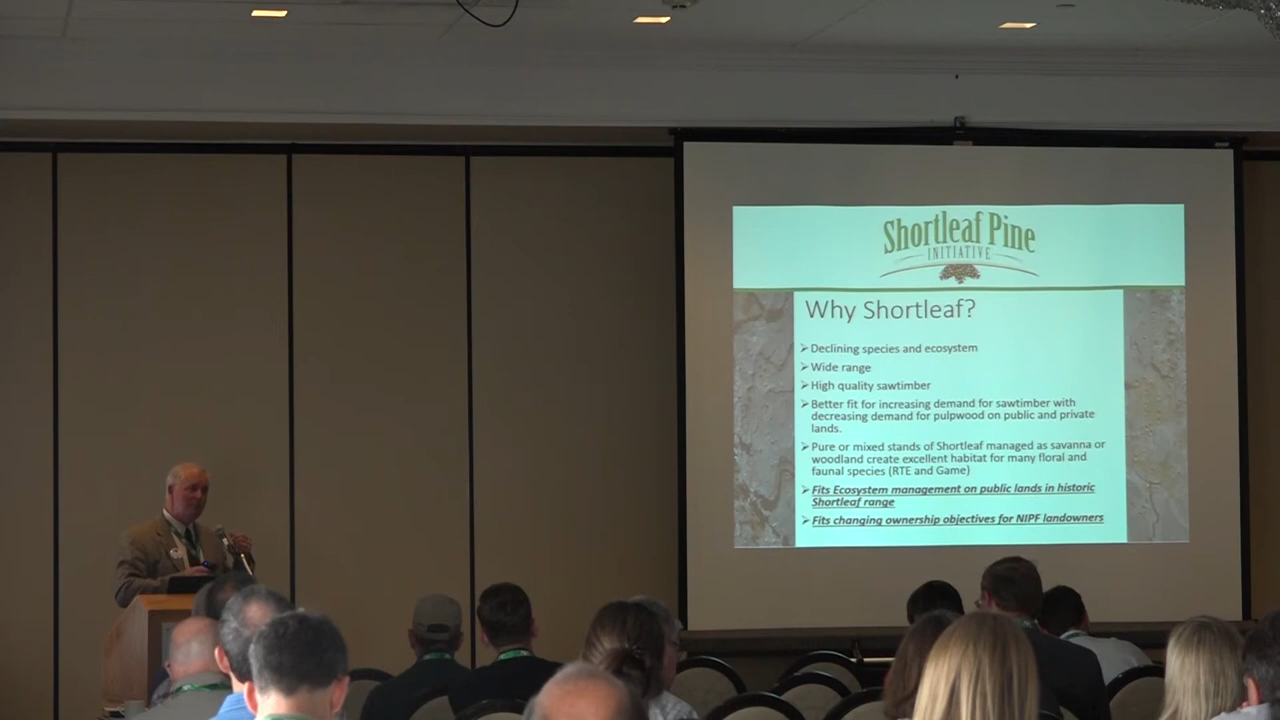 Shortleaf Pine
INITIATIVE
Why Shortleaf?
➢ Declining species and ecosystem
➢ Wide range
➢ High quality sawtimber
➢ Better fit for increasing demand for sawtimber with
decreasing demand for pulpwood on public and private
lands.
➢ Pure or mixed stands of Shortleaf managed as savanna or
woodland create excellent habitat for many floral and
faunal species (RTE and Game)
➢ Fits Ecosystem management on public lands in historic
Shortleaf range
➢ Fits changing ownership objectives for NIPF landowners